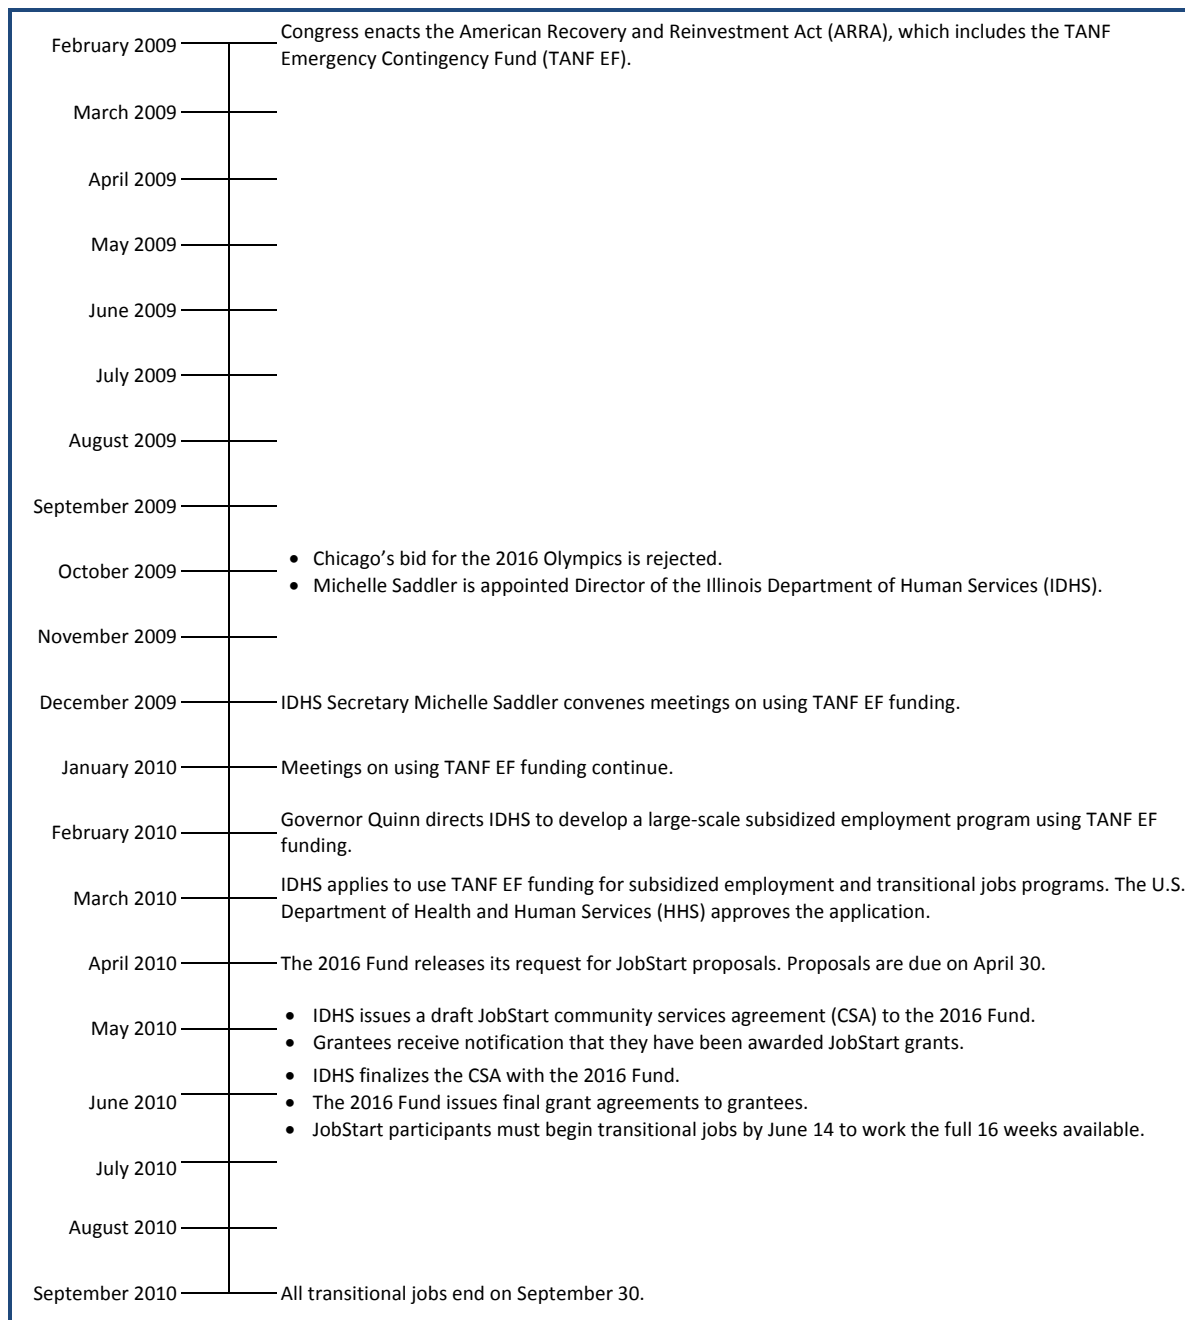 February 2009
Congress enacts the American Recovery and Reinvestment Act (ARRA), which includes the TANF
Emergency Contingency Fund (TANF EF).
March 2009
April 2009
May 2009
June 2009
July 2009
August 2009
September 2009
October 2009
• Chicago’s bid for the 2016 Olympics is rejected.
• Michelle Saddler is appointed Director of the Illinois Department of Human Services (IDHS).
November 2009
December 2009
IDHS Secretary Michelle Saddler convenes meetings on using TANF EF funding.
January 2010
Meetings on using TANF EF funding continue.
February 2010
Governor Quinn directs IDHS to develop a large-scale subsidized employment program using TANF EF
funding.
March 2010
IDHS applies to use TANF EF funding for subsidized employment and transitional jobs programs. The U.S.
Department of Health and Human Services (HHS) approves the application.
April 2010
The 2016 Fund releases its request for JobStart proposals. Proposals are due on April 30.
May 2010
• IDHS issues a draft JobStart community services agreement (CSA) to the 2016 Fund.
• Grantees receive notification that they have been awarded JobStart grants.
June 2010
• IDHS finalizes the CSA with the 2016 Fund.
• The 2016 Fund issues final grant agreements to grantees.
• JobStart participants must begin transitional jobs by June 14 to work the full 16 weeks available.
July 2010
August 2010
September 2010
All transitional jobs end on September 30.